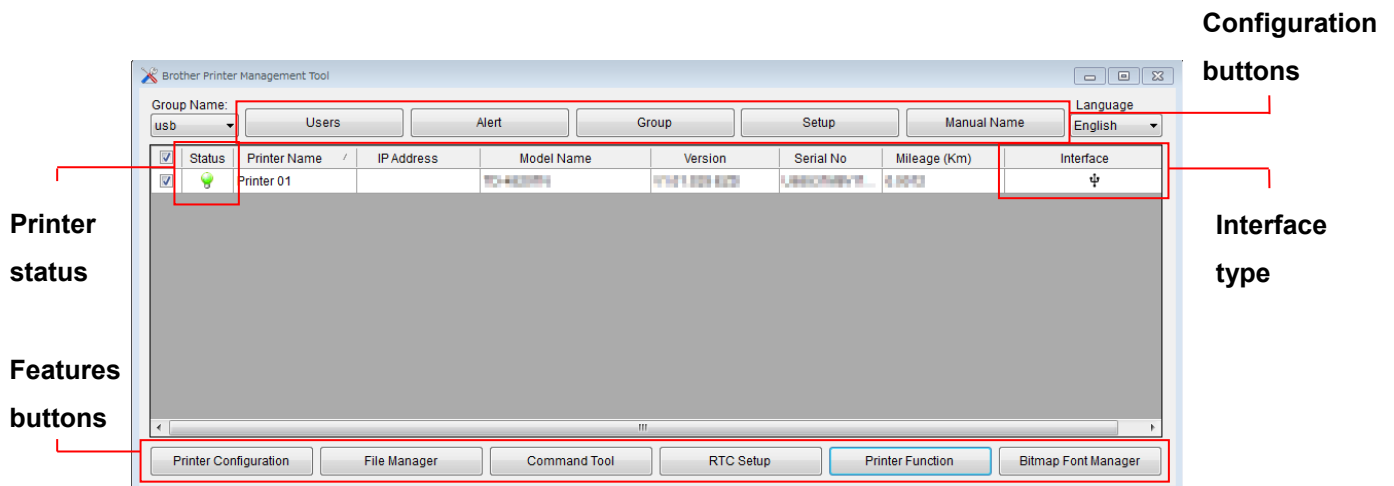 Configuration
buttons
Brother Printer Management Tool
Group Name:
Language
usb
Users
Alert
Group
Setup
Manual Name
English
Status
Printer Name
IP Address
Model Name
Version
Serial No
Mileage (Km)
Interface
Printer 01
Printer
status
Interface
type
Features
buttons
Printer Configuration
File Manager
Command Tool
RTC Setup
Printer Function
Bitmap Font Manager